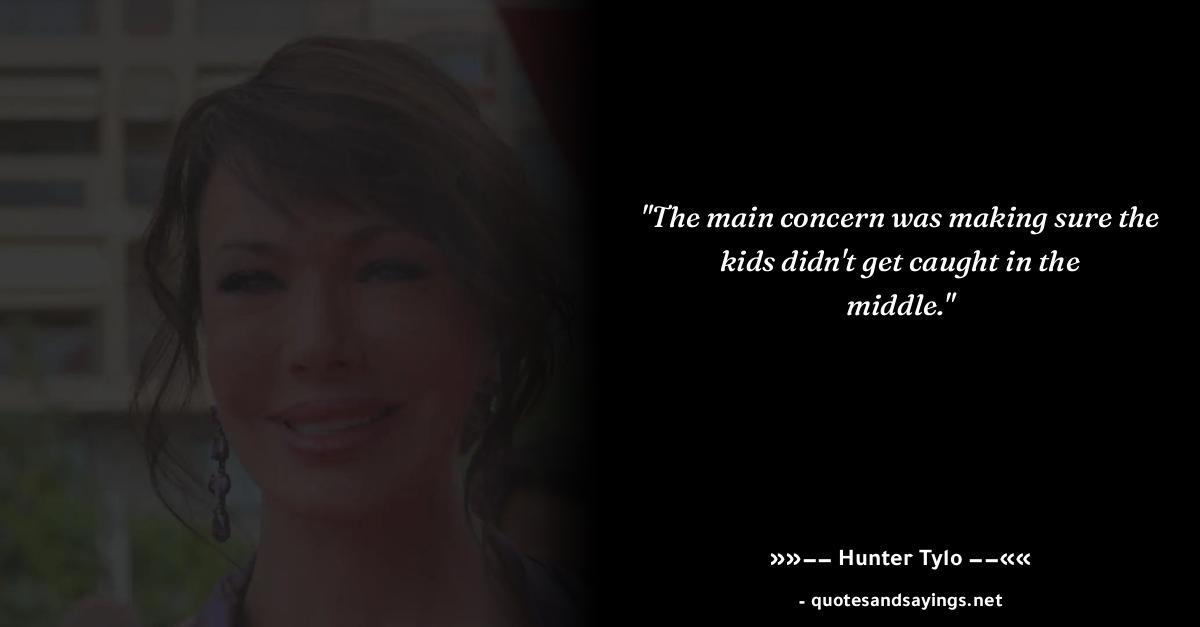 "The main concern was making sure the
kids didn't get caught in the
middle."
»»−− Hunter Tylo −−««
- quotesandsayings.net